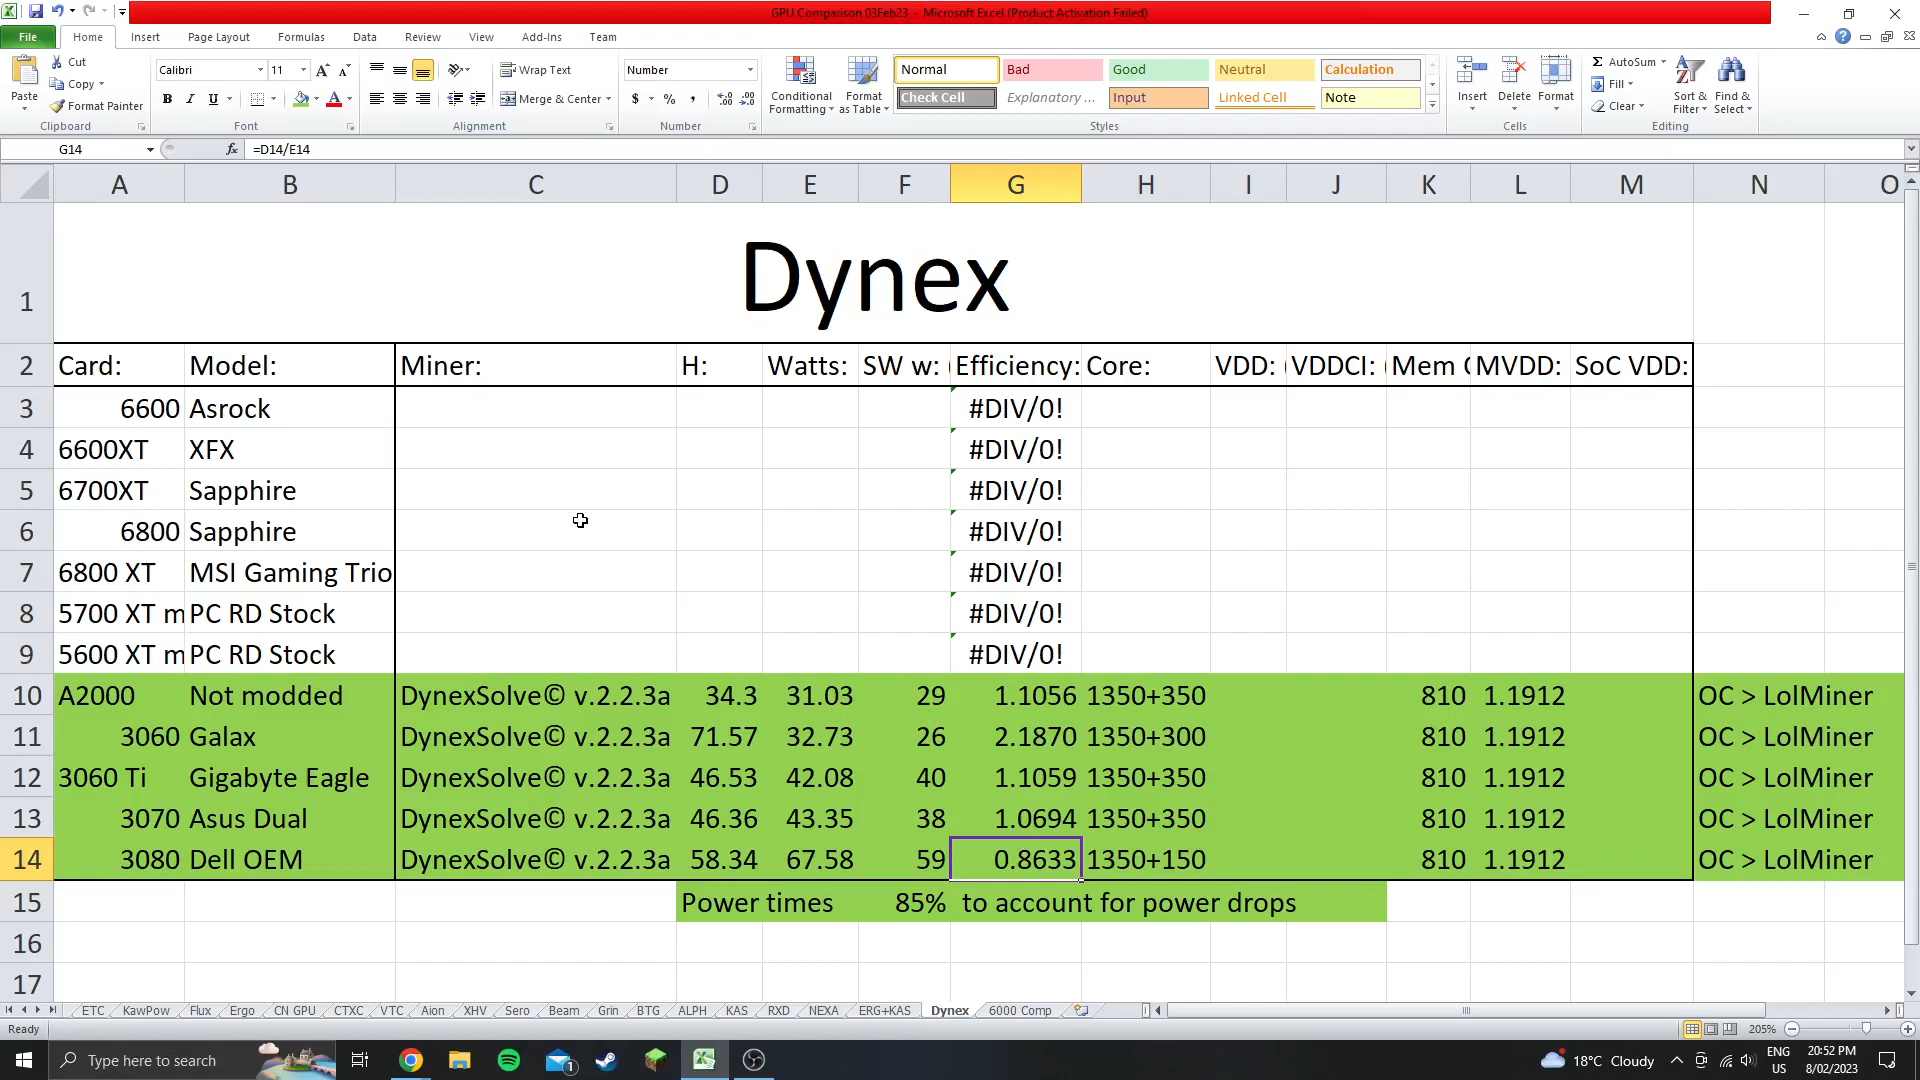 GPU Comparison 03Feb23 - Microsoft Excel (Product Activation Failed)
File Home Insert Page Layout Formulas Data Review View Add-Ins Team
Paste Cut Copy Format Painter Clipboard
Calibri 11 B I U Font
Wrap Text Merge & Center Alignment
Number $ % , .00 Number
Conditional Formatting Format as Table
Normal Bad Good Neutral Calculation
Check Cell Explanatory ... Input Linked Cell Note
Styles
Insert Delete Format Cells
AutoSum Fill Clear Sort & Filter Find & Select Editing
G14 fx =D14/E14
A B C D E F G H I J K L M N O
1 Dynex
2 Card: Model: Miner: H: Watts: SW w: Efficiency: Core: VDD: VDDCI: Mem MVDD: SoC VDD:
3 6600 Asrock #DIV/0!
4 6600XT XFX #DIV/0!
5 6700XT Sapphire #DIV/0!
6 6800 Sapphire #DIV/0!
7 6800 XT MSI Gaming Trio #DIV/0!
8 5700 XT m PC RD Stock #DIV/0!
9 5600 XT m PC RD Stock #DIV/0!
10 A2000 Not modded DynexSolve© v.2.2.3a 34.3 31.03 29 1.1056 1350+350 810 1.1912 OC > LolMiner
11 3060 Galax DynexSolve© v.2.2.3a 71.57 32.73 26 2.1870 1350+300 810 1.1912 OC > LolMiner
12 3060 Ti Gigabyte Eagle DynexSolve© v.2.2.3a 46.53 42.08 40 1.1059 1350+350 810 1.1912 OC > LolMiner
13 3070 Asus Dual DynexSolve© v.2.2.3a 46.36 43.35 38 1.0694 1350+350 810 1.1912 OC > LolMiner
14 3080 Dell OEM DynexSolve© v.2.2.3a 58.34 67.58 59 0.8633 1350+150 810 1.1912 OC > LolMiner
15 Power times 85% to account for power drops
16
17
ETC KawPow Flux Ergo CN GPU CTXC VTC Aion XHV Sero Beam Grin BTG ALPH KAS RXD NEXA ERG+KAS Dynex 6000 Comp
Ready 205%
Type here to search 1 18°C Cloudy ENG US 20:52 PM 8/02/2023